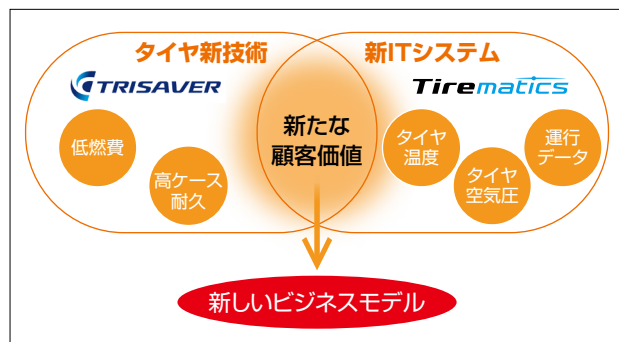 タイヤ新技術
新ITシステム
TRISAVER
Tirematics
低燃費
高ケース
耐久
新たな
顧客価値
タイヤ
温度
タイヤ
空気圧
運行
データ
新しいビジネスモデル